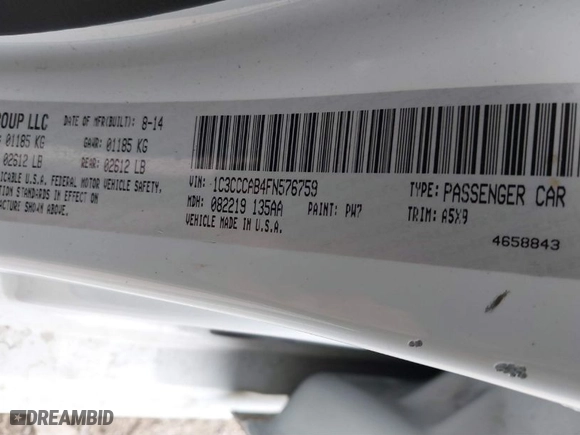 ROUP LLC DATE OF MFR(BUILT): 8-14
01185 KG GAWR: 01185 KG
02612 LB REAR: 02612 LB
ICABLE U.S.A. FEDERAL MOTOR VEHICLE SAFETY,
TION STANDARDS IN EFFECT ON
FACTURE SHOWN ABOVE.
VIN: 1C3CCCAB4FN576759 TYPE: PASSENGER CAR
MDH: 082219 135AA PAINT: PW7 TRIM: A5X9
VEHICLE MADE IN U.S.A.
4658843
DREAMBID